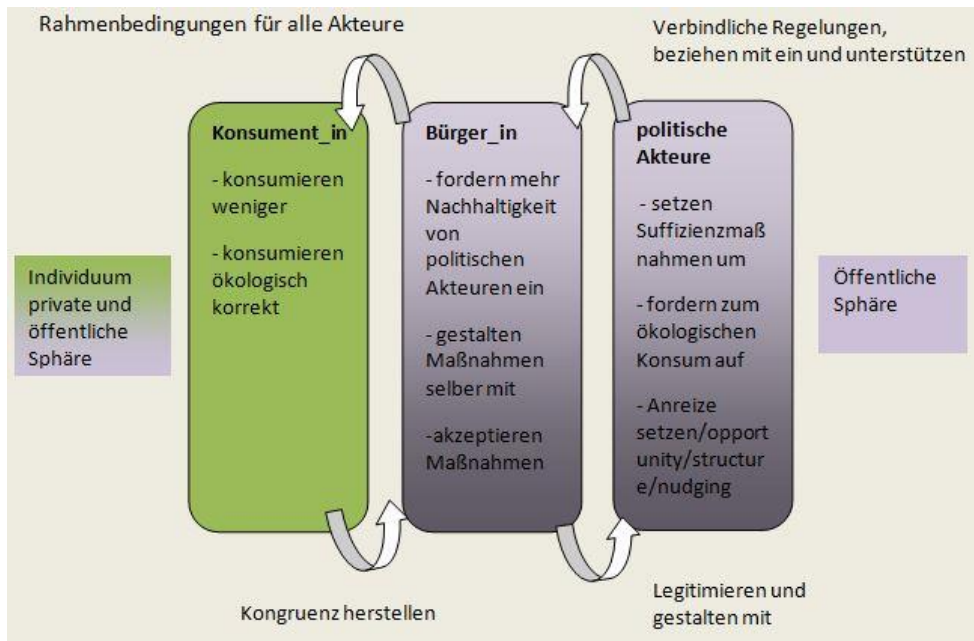 Rahmenbedingungen für alle Akteure
Verbindliche Regelungen,
beziehen mit ein und unterstützen
Individuum
private und
öffentliche
Sphäre
Konsument_in
- konsumieren
weniger
- konsumieren
ökologisch
korrekt
Bürger_in
- fordern mehr
Nachhaltigkeit
von
politischen
Akteuren ein
- gestalten
Maßnahmen
selber mit
-akzeptieren
Maßnahmen
politische
Akteure
- setzen
Suffizienzmaß
nahmen um
- fordern zum
ökologischen
Konsum auf
- Anreize
setzen/opport
unity/structur
e/nudging
Öffentliche
Sphäre
Kongruenz herstellen
Legitimieren und
gestalten mit